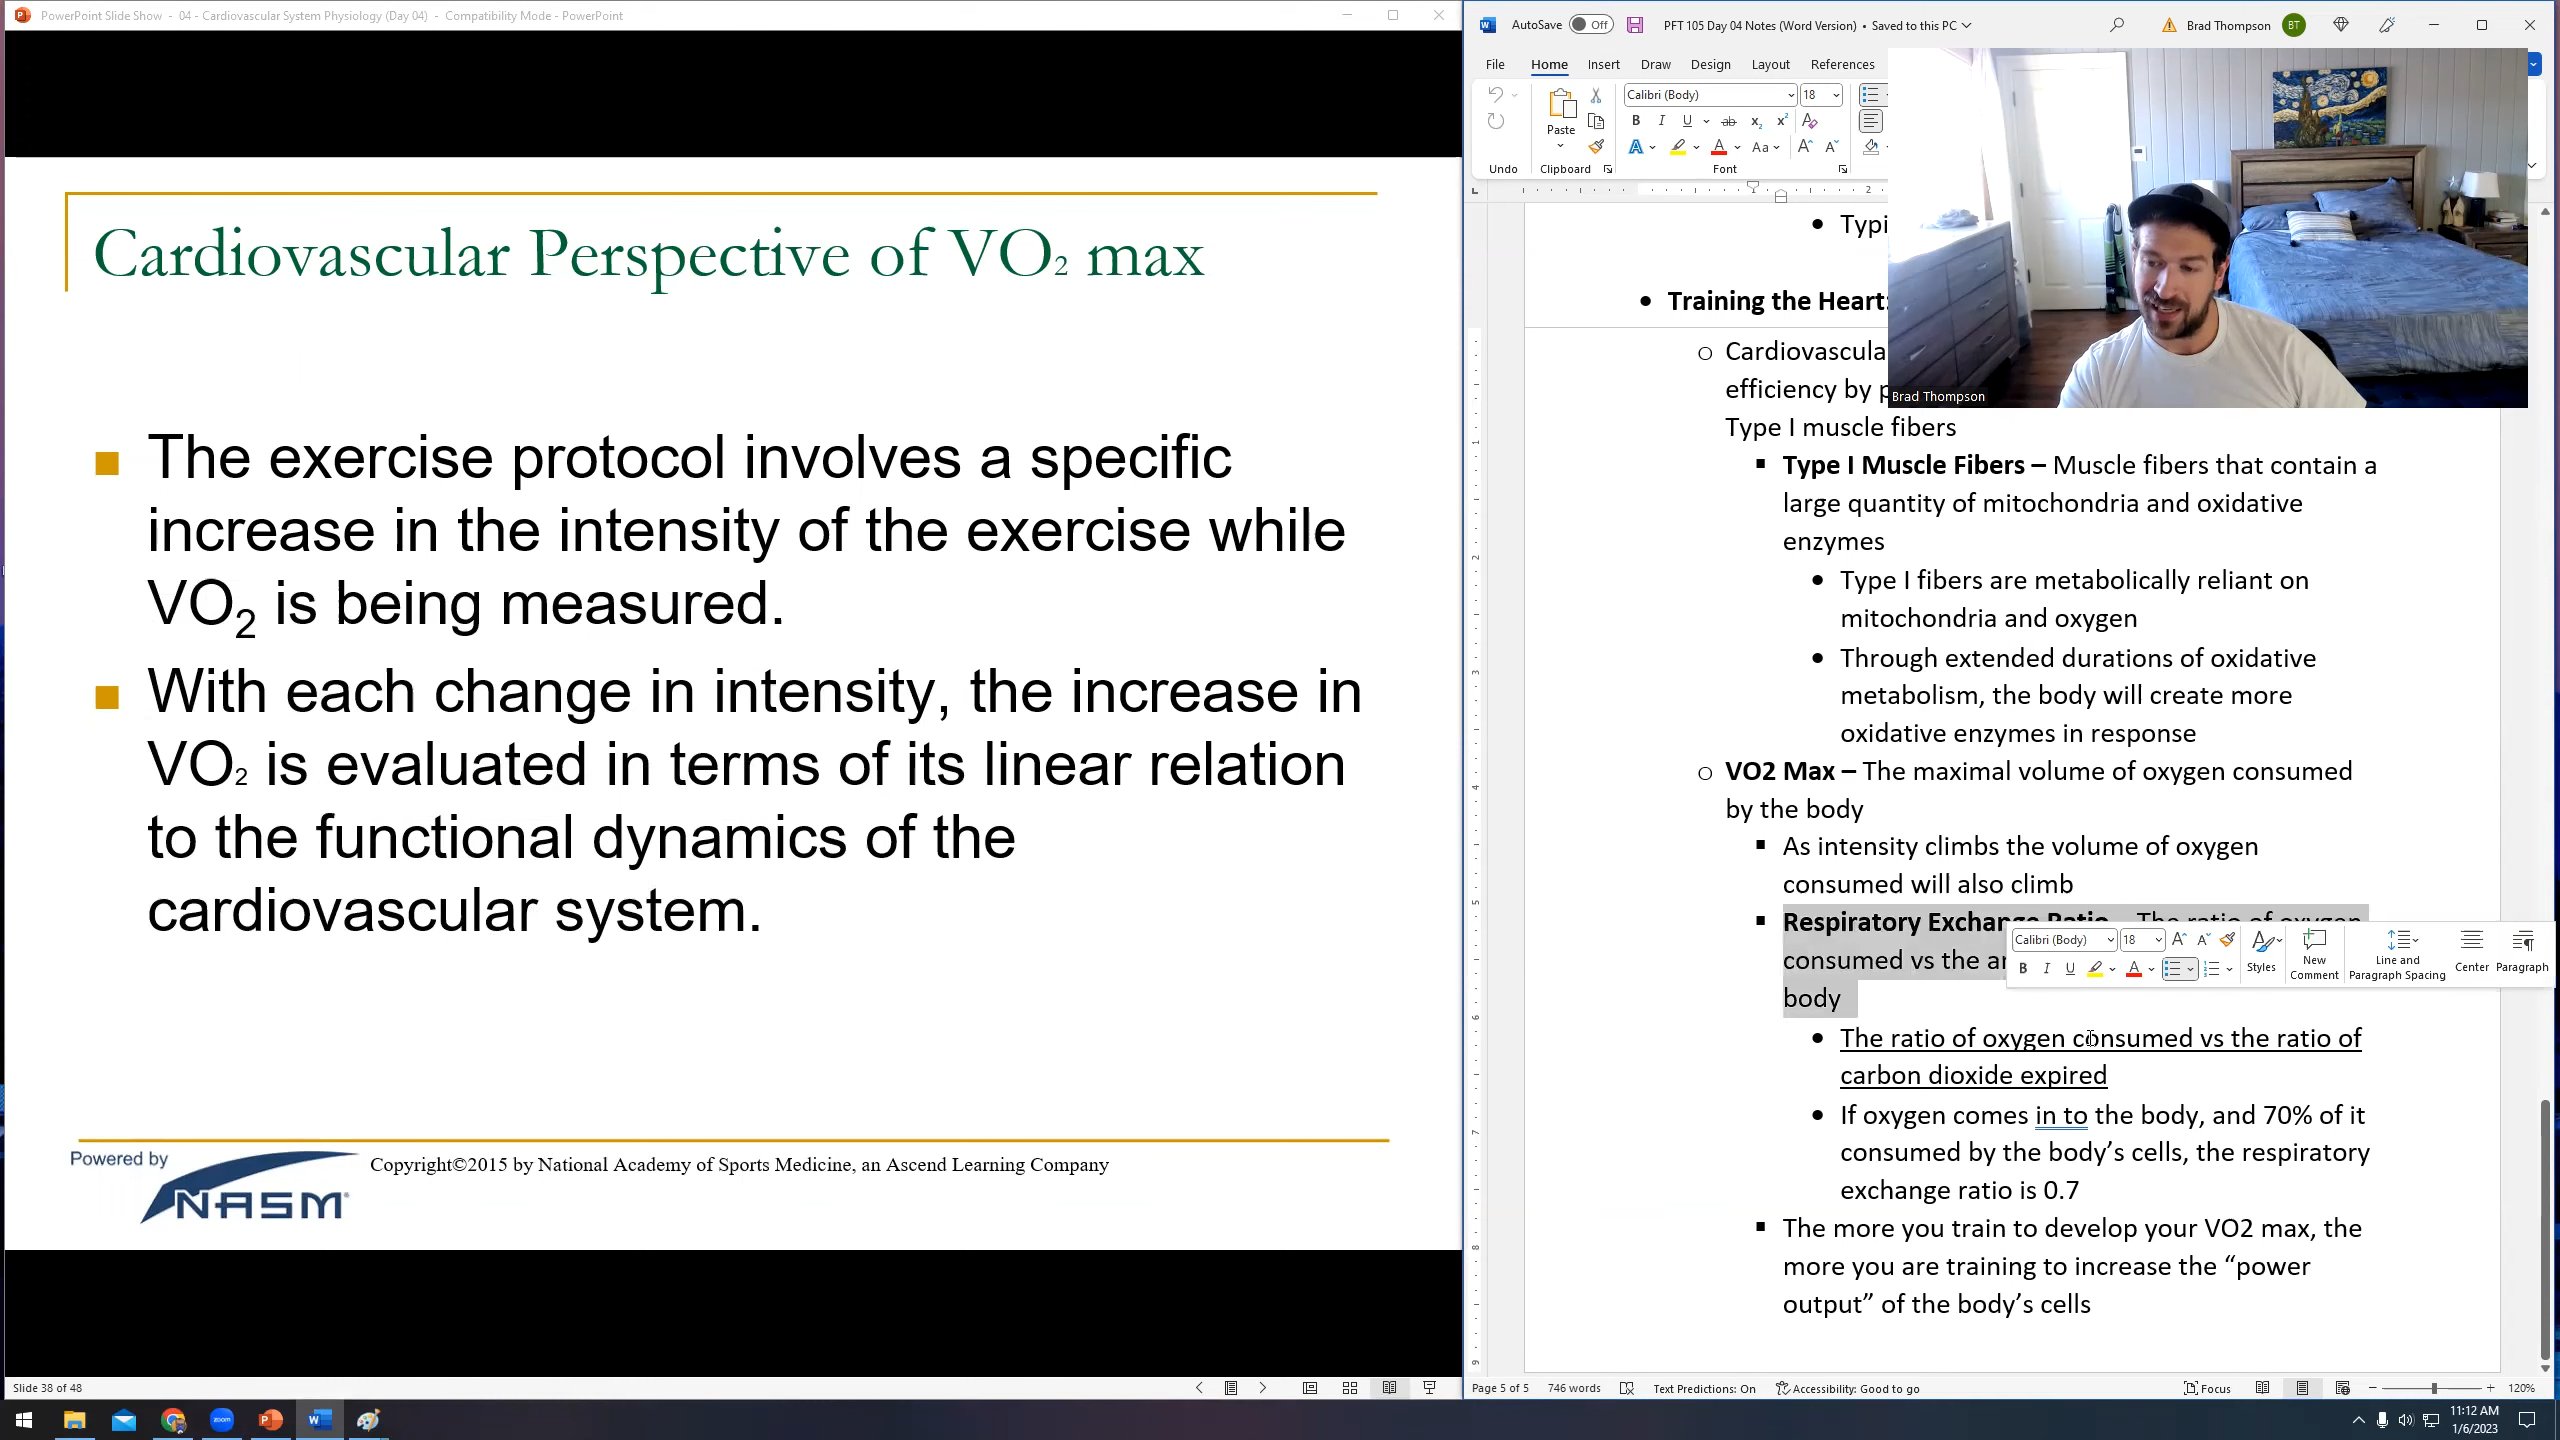 PowerPoint Slide Show - 04 - Cardiovascular System Physiology (Day 04) - Compatibility Mode - PowerPoint
Cardiovascular Perspective of VO2 max
The exercise protocol involves a specific
increase in the intensity of the exercise while
VO2 is being measured.
With each change in intensity, the increase in
VO2 is evaluated in terms of its linear relation
to the functional dynamics of the
cardiovascular system.
Powered by
NASM
Copyright©2015 by National Academy of Sports Medicine, an Ascend Learning Company
Slide 38 of 48
AutoSave Off PFT 105 Day 04 Notes (Word Version) • Saved to this PC Brad Thompson BT
File Home Insert Draw Design Layout References
Calibri (Body) 18
Paste
Undo Clipboard Font
Typi
Training the Heart:
Cardiovascula
efficiency by p
Type I muscle fibers
Brad Thompson
Type I Muscle Fibers – Muscle fibers that contain a
large quantity of mitochondria and oxidative
enzymes
Type I fibers are metabolically reliant on
mitochondria and oxygen
Through extended durations of oxidative
metabolism, the body will create more
oxidative enzymes in response
VO2 Max – The maximal volume of oxygen consumed
by the body
As intensity climbs the volume of oxygen
consumed will also climb
Respiratory Exchange Ratio – The ratio of oxygen
consumed vs the
body
Calibri (Body) 18
Styles New Comment Line and Paragraph Spacing Center Paragraph
The ratio of oxygen consumed vs the ratio of
carbon dioxide expired
If oxygen comes in to the body, and 70% of it
consumed by the body’s cells, the respiratory
exchange ratio is 0.7
The more you train to develop your VO2 max, the
more you are training to increase the “power
output” of the body’s cells
Page 5 of 5 746 words Text Predictions: On Accessibility: Good to go Focus 120%
zoom
11:12 AM
1/6/2023